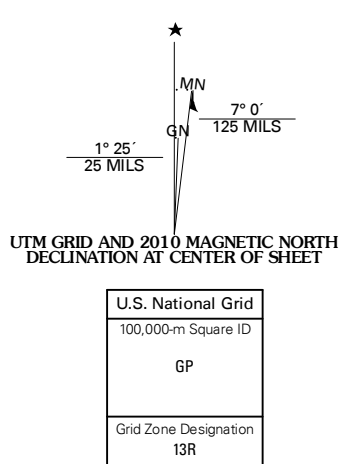 ★
MN
GN
7° 0´
125 MILS
1° 25´
25 MILS
UTM GRID AND 2010 MAGNETIC NORTH
DECLINATION AT CENTER OF SHEET
U.S. National Grid
100,000-m Square ID
GP
Grid Zone Designation
13R